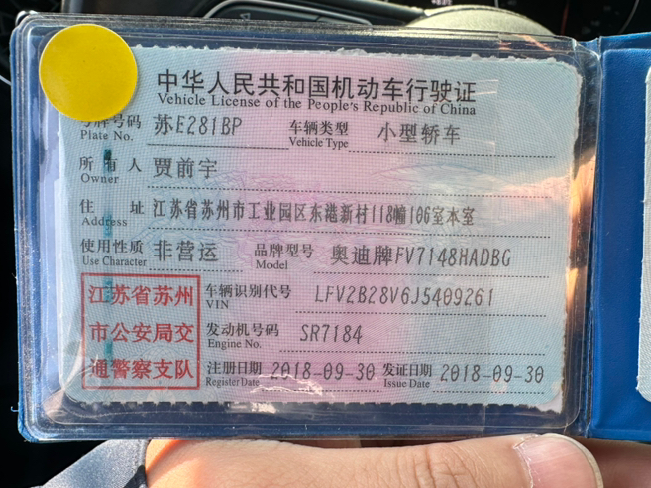 中华人民共和国机动车行驶证
Vehicle License of the People's Republic of China
号牌号码 苏E281BP 车辆类型 小型轿车
Plate No. Vehicle Type
所有人 贾前宇
Owner
住址 江苏省苏州市工业园区东港新村118幢106室本室
Address
使用性质 非营运 品牌型号 奥迪牌FV7148HADBG
Use Character Model
江苏省苏州 车辆识别代号 LFV2B28V6J5409261
VIN
市公安局交 发动机号码 SR7184
Engine No.
通警察支队 注册日期 2018-09-30 发证日期 2018-09-30
Register Date Issue Date